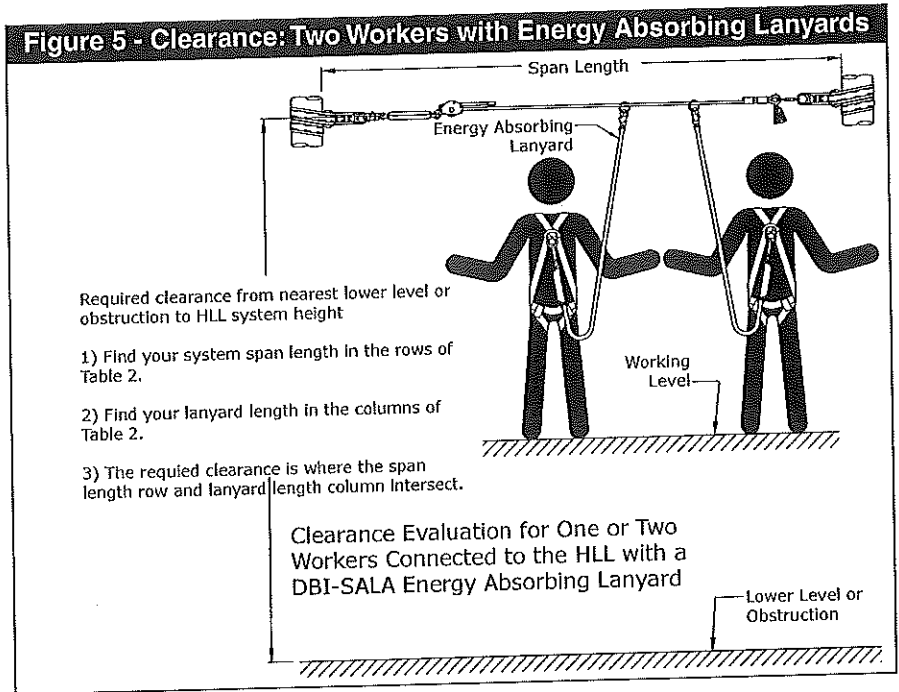 Figure 5 - Clearance: Two Workers with Energy Absorbing Lanyards
Span Length
Energy Absorbing
Lanyard
Required clearance from nearest lower level or
obstruction to HLL system height
1) Find your system span length in the rows of
Table 2.
2) Find your lanyard length in the columns of
Table 2.
3) The requied clearance is where the span
length row and lanyard length column intersect.
Working
Level
Clearance Evaluation for One or Two
Workers Connected to the HLL with a
DBI-SALA Energy Absorbing Lanyard
Lower Level or
Obstruction